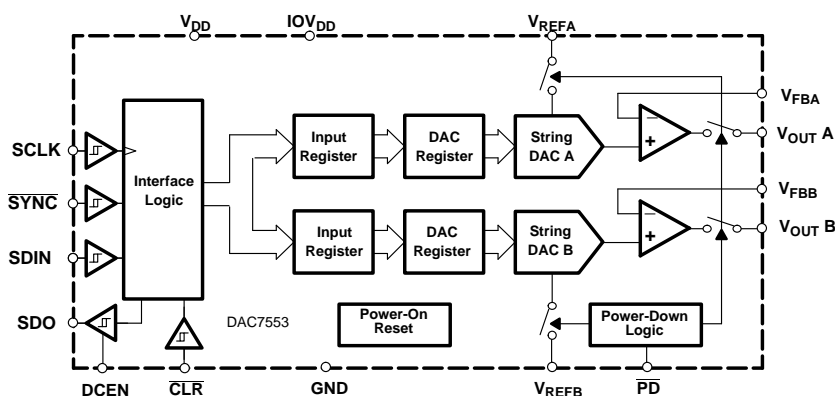 VDD IOVDD VREFA
VFBA
SCLK
Interface
Logic
Input
Register
DAC
Register
String
DAC A
VOUT A
SYNC
VFBB
SDIN
Input
Register
DAC
Register
String
DAC B
VOUT B
SDO
DAC7553
Power-On
Reset
Power-Down
Logic
DCEN CLR GND VREFB PD